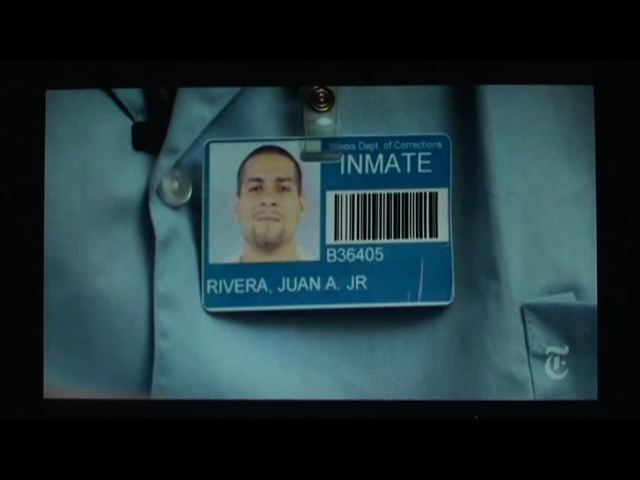 Illinois Dept. of Corrections
INMATE
B36405
RIVERA, JUAN A. JR
T